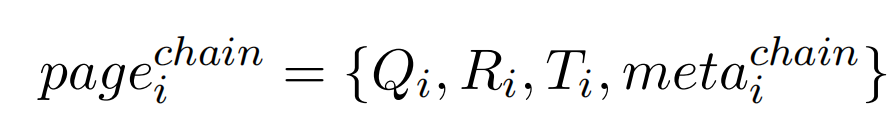 $page_i^{chain} = \{Q_i, R_i, T_i, meta_i^{chain}\}$